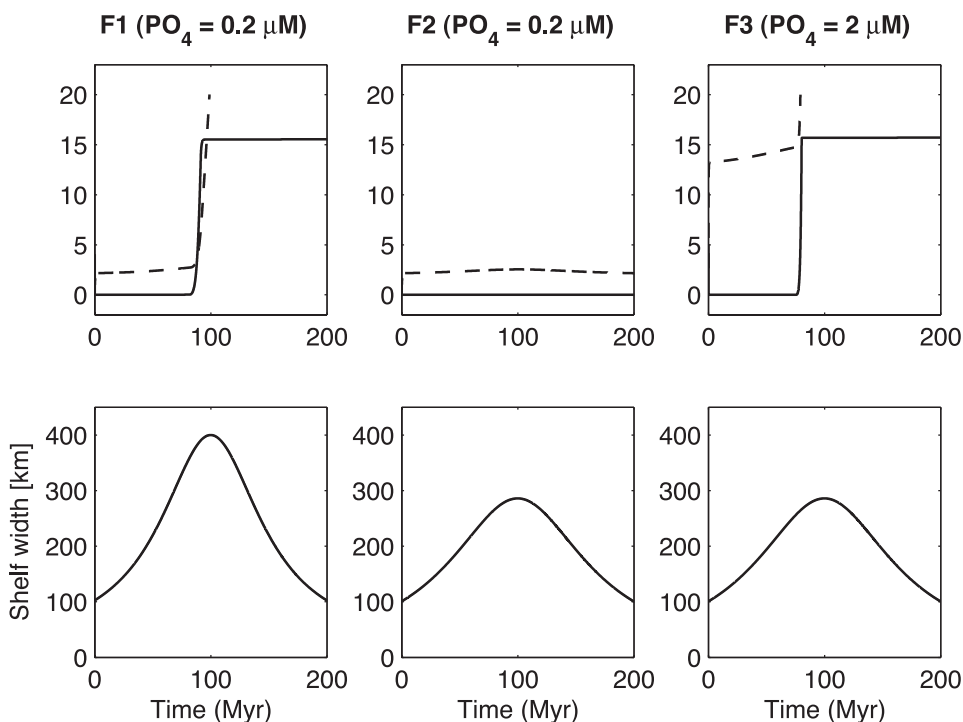 F1 (PO4 = 0.2 μM) F2 (PO4 = 0.2 μM) F3 (PO4 = 2 μM)
20 20 20
15 15 15
10 10 10
5 5 5
0 0 0
0 100 200 0 100 200 0 100 200
400 400 400
300 300 300
200 200 200
100 100 100
0 0 0
Shelf width [km]
0 100 200 0 100 200 0 100 200
Time (Myr) Time (Myr) Time (Myr)